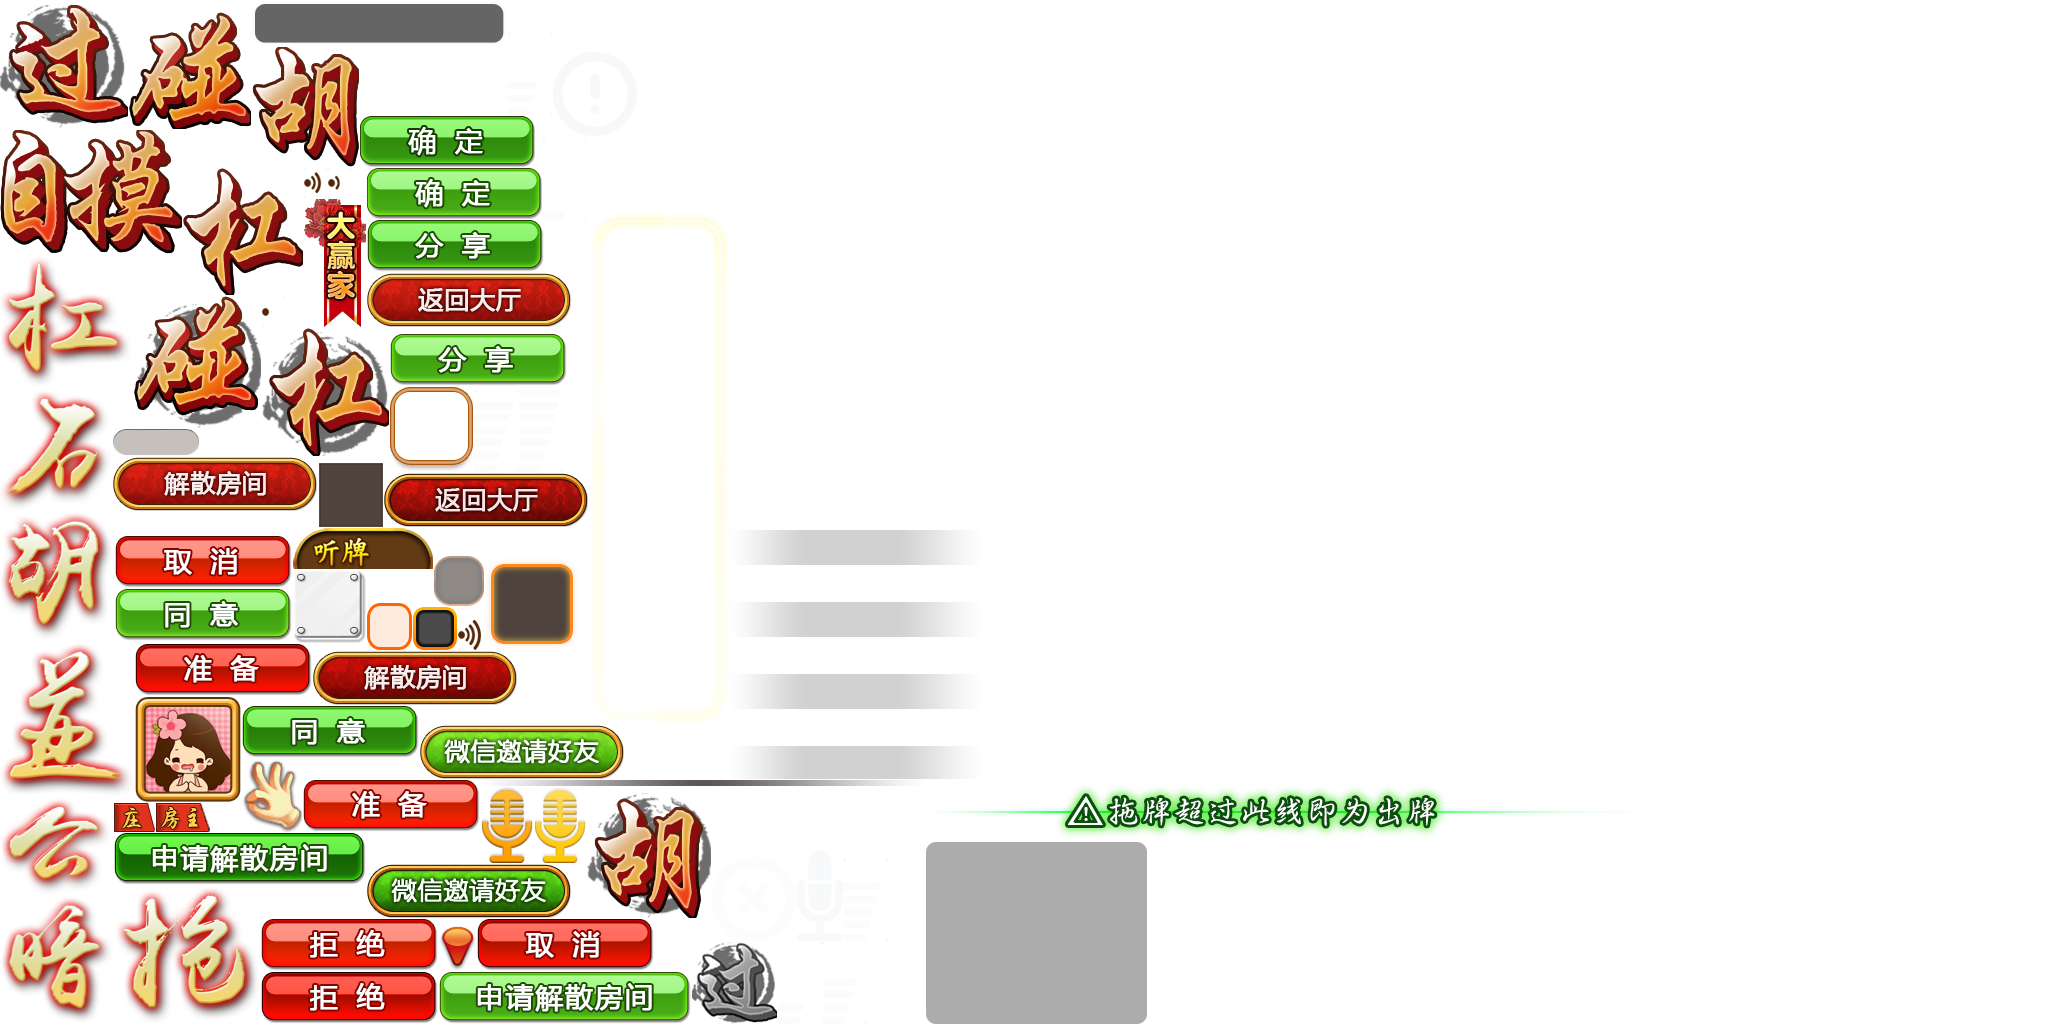 过
碰
胡
自摸
杠
确 定
确 定
大赢家
分 享
返回大厅
杠
碰
杠
分 享
石
解散房间
返回大厅
胡
取 消
听牌
同 意
准 备
解散房间
同 意
微信邀请好友
庄
房主
准 备
胡
拖牌超过此线即为出牌
公
申请解散房间
微信邀请好友
暗
抢
拒 绝
取 消
拒 绝
申请解散房间
过